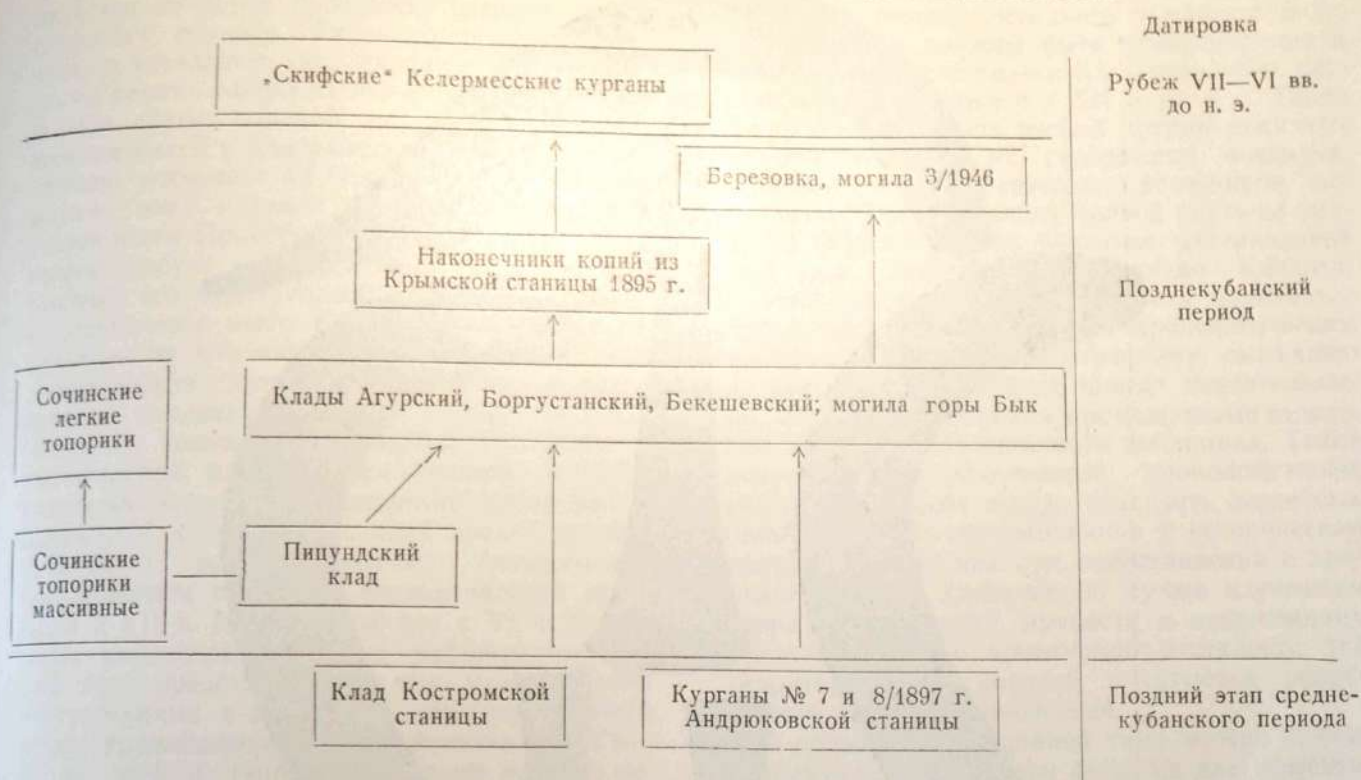 Датировка
„Скифские“ Келермесские курганы
Рубеж VII—VI вв.
до н. э.
Березовка, могила 3/1946
Наконечники копий из
Крымской станицы 1895 г.
Позднекубанский
период
Сочинские
легкие
топорики
Клады Агурский, Боргустанский, Бекешевский; могила горы Бык
Сочинские
топорики
массивные
Пицундский
клад
Клад Костромской
станицы
Курганы № 7 и 8/1897 г.
Андрюковской станицы
Поздний этап средне-
кубанского периода